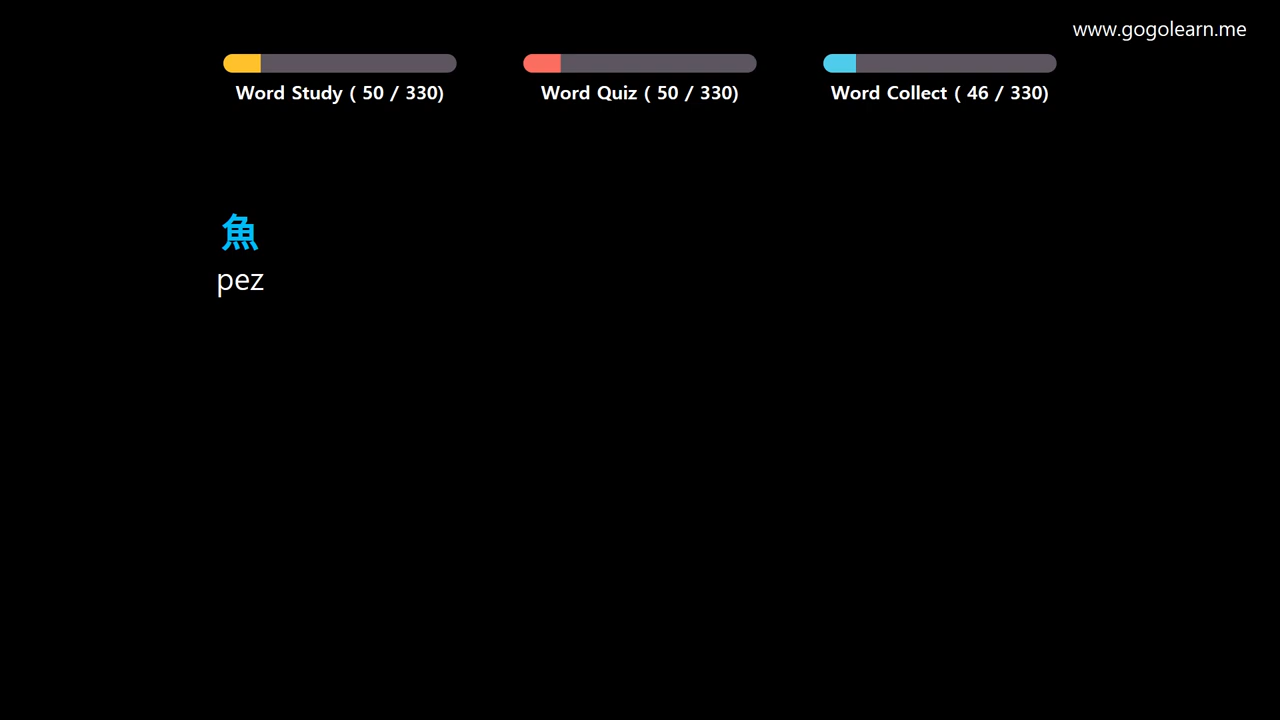 www.gogolearn.me
Word Study ( 50 / 330)
Word Quiz ( 50 / 330)
Word Collect ( 46 / 330)
魚
pez